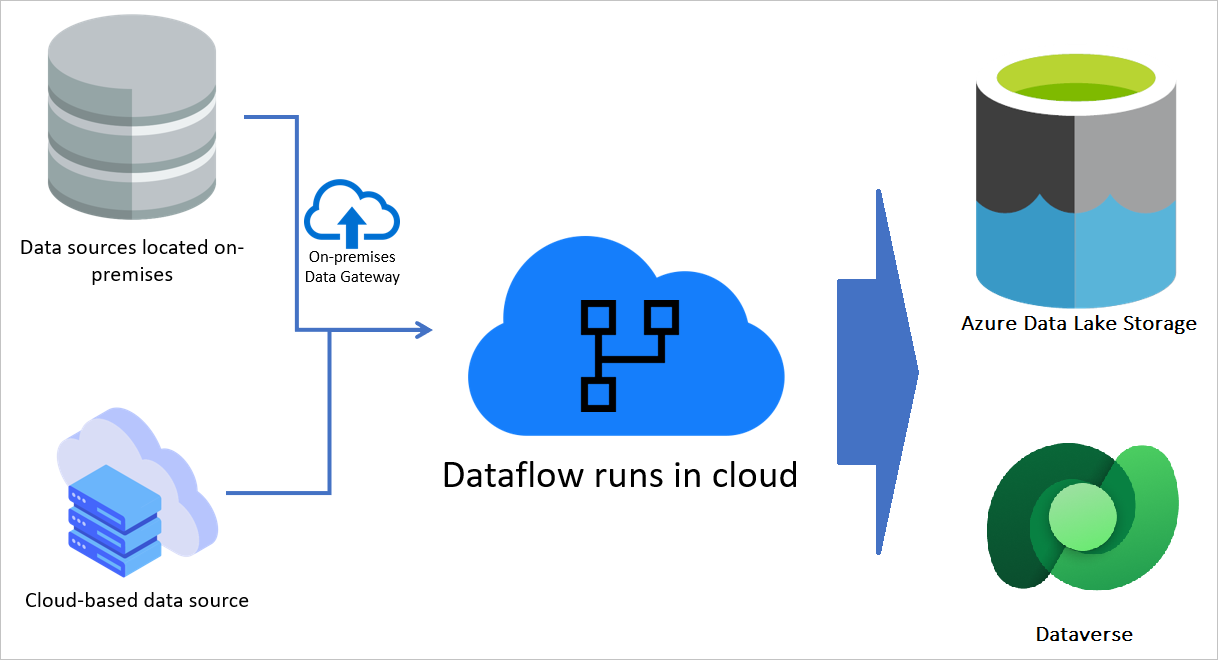 Data sources located on-
premises
On-premises
Data Gateway
Cloud-based data source
Dataflow runs in cloud
Azure Data Lake Storage
Dataverse